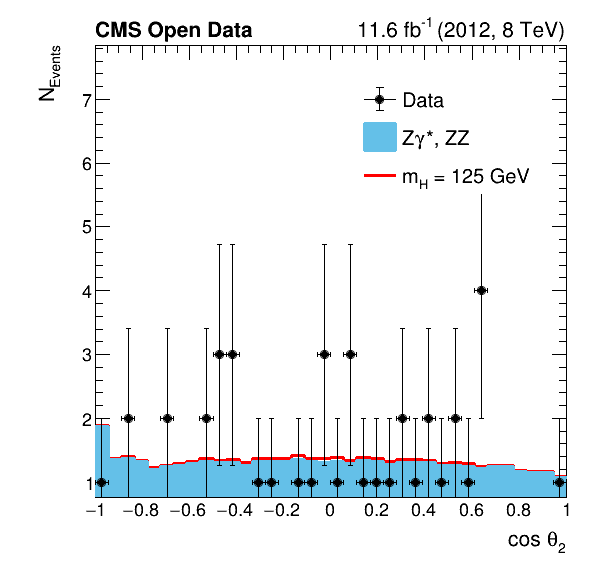 CMS Open Data 11.6 fb⁻¹ (2012, 8 TeV)
N_Events
Data
Zγ*, ZZ
m_H = 125 GeV
7
6
5
4
3
2
1
−1 −0.8 −0.6 −0.4 −0.2 0 0.2 0.4 0.6 0.8 1
cos θ₂